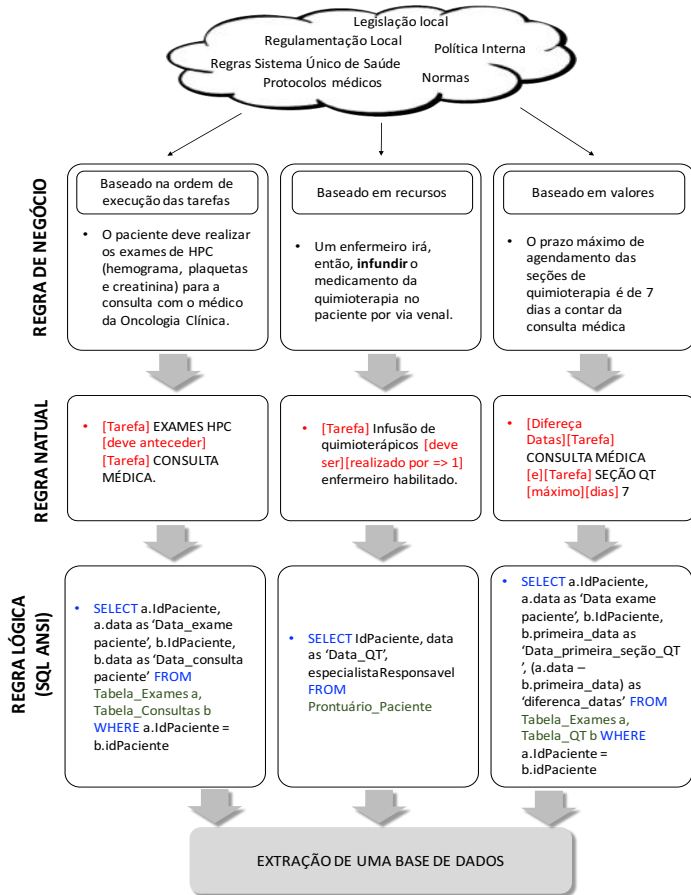 Legislação local
Regulamentação Local
Política Interna
Regras Sistema Único de Saúde
Protocolos médicos
Normas
REGRA DE NEGÓCIO
Baseado na ordem de
execução das tarefas
• O paciente deve realizar
os exames de HPC
(hemograma, plaquetas
e creatinina) para a
consulta com o médico
da Oncologia Clínica.
Baseado em recursos
• Um enfermeiro irá,
então, infundir o
medicamento da
quimioterapia no
paciente por via venal.
Baseado em valores
• O prazo máximo de
agendamento das
seções de
quimioterapia é de 7
dias a contar da
consulta médica
REGRA NATUAL
• [Tarefa] EXAMES HPC
[deve anteceder]
[Tarefa] CONSULTA
MÉDICA.
• [Tarefa] Infusão de
quimioterápicos [deve
ser][realizado por => 1]
enfermeiro habilitado.
• [Difereça
Datas][Tarefa]
CONSULTA MÉDICA
[e][Tarefa] SEÇÃO QT
[máximo][dias] 7
REGRA LÓGICA
(SQL ANSI)
• SELECT a.IdPaciente,
a.data as ‘Data_exame
paciente’, b.IdPaciente,
b.data as ‘Data_consulta
paciente’ FROM
Tabela_Exames a,
Tabela_Consultas b
WHERE a.IdPaciente =
b.idPaciente
• SELECT IdPaciente, data
as ‘Data_QT’,
especialistaResponsavel
FROM
Prontuário_Paciente
• SELECT a.IdPaciente,
a.data as ‘Data exame
paciente’, b.IdPaciente,
b.primeira_data as
‘Data_primeira_seção_QT
’, (a.data –
b.primeira_data) as
‘diferenca_datas’ FROM
Tabela_Exames a,
Tabela_QT b WHERE
a.IdPaciente =
b.idPaciente
EXTRAÇÃO DE UMA BASE DE DADOS